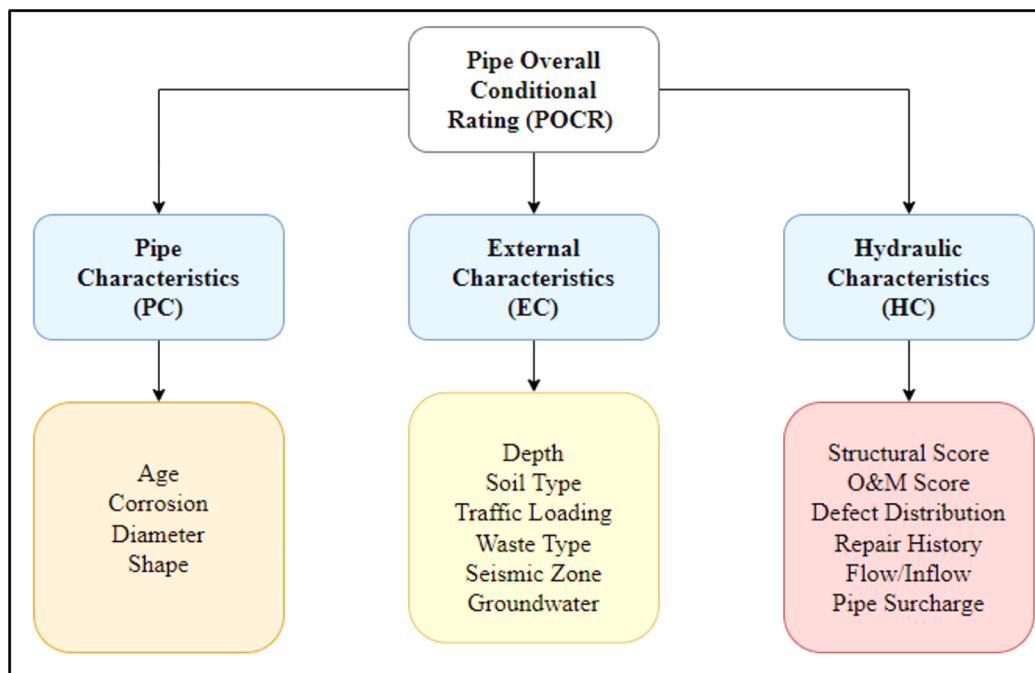 Pipe Overall
Conditional
Rating (POCR)
Pipe
Characteristics
(PC)
External
Characteristics
(EC)
Hydraulic
Characteristics
(HC)
Age
Corrosion
Diameter
Shape
Depth
Soil Type
Traffic Loading
Waste Type
Seismic Zone
Groundwater
Structural Score
O&M Score
Defect Distribution
Repair History
Flow/Inflow
Pipe Surcharge